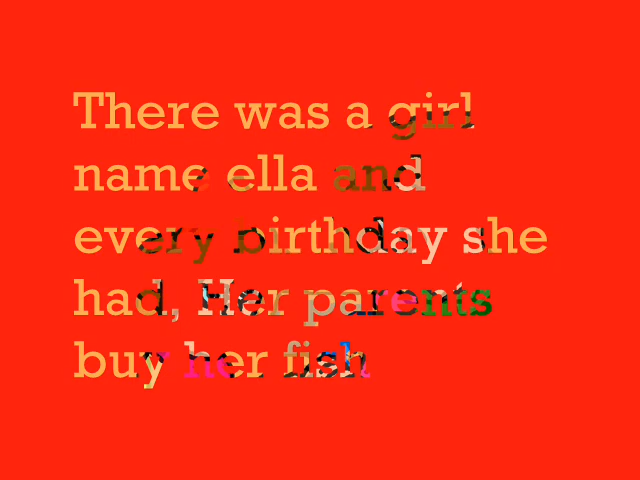 There was a girl
name ella and
every birthday she
had, Her parents
buy her fish